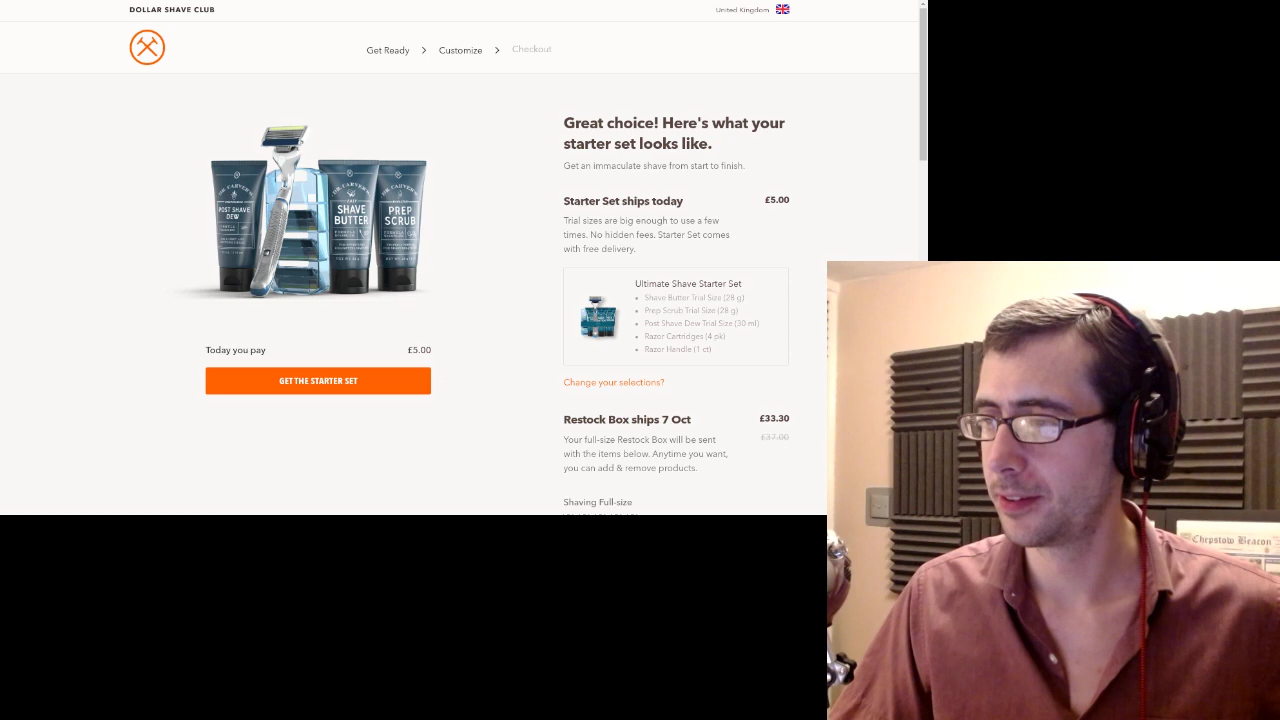 DOLLAR SHAVE CLUB
United Kingdom
Get Ready
Customize
Checkout
Great choice! Here's what your
starter set looks like.
Get an immaculate shave from start to finish.
Starter Set ships today
£5.00
Trial sizes are big enough to use a few
times. No hidden fees. Starter Set comes
with free delivery.
Ultimate Shave Starter Set
Shave Butter Trial Size (28 g)
Prep Scrub Trial Size (28 g)
Post Shave Dew Trial Size (30 ml)
Razor Cartridges (4 pk)
Razor Handle (1 ct)
Change your selections?
Restock Box ships 7 Oct
£33.30
£37.00
Your full-size Restock Box will be sent
with the items below. Anytime you want,
you can add & remove products.
Shaving Full-size
DR. CARVER'S
POST SHAVE
DEW
DR. CARVER'S
SHAVE
BUTTER
DR. CARVER'S
PREP
SCRUB
Today you pay
£5.00
GET THE STARTER SET
Chepstow Beacon